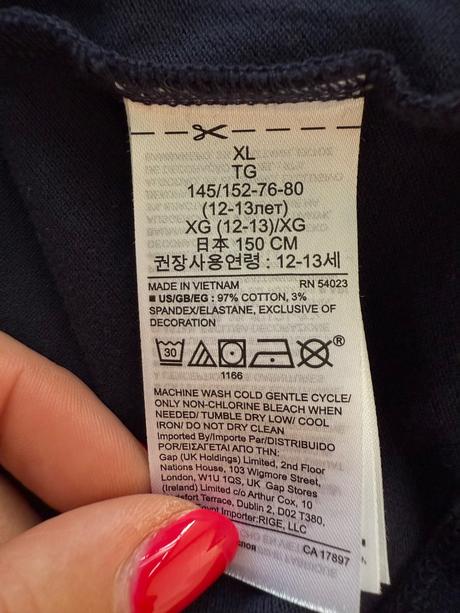 XL
TG
145/152-76-80
(12-13лет)
XG (12-13)/XG
日本 150 CM
권장사용연령 : 12-13세
MADE IN VIETNAM RN 54023
■ US/GB/EG : 97% COTTON, 3%
SPANDEX/ELASTANE, EXCLUSIVE OF
DECORATION
30
®
1166
MACHINE WASH COLD GENTLE CYCLE/
ONLY NON-CHLORINE BLEACH WHEN
NEEDED/ TUMBLE DRY LOW/ COOL
IRON/ DO NOT DRY CLEAN
Imported By/Importe Par/DISTRIBUIDO
POR/ΕΙΣΑΓΕΤΑΙ ΑΠΟ ΤΗΝ:
Gap (UK Holdings) Limited, 2nd Floor
Nations House, 103 Wigmore Street,
London, W1U 1QS, UK Gap Stores
(Ireland) Limited c/o Arthur Cox, 10
Terrace, Dublin 2, D02 T380,
Importer:RIGE, LLC
CA 17897